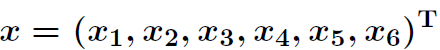 x = (x₁, x₂, x₃, x₄, x₅, x₆)ᵀ